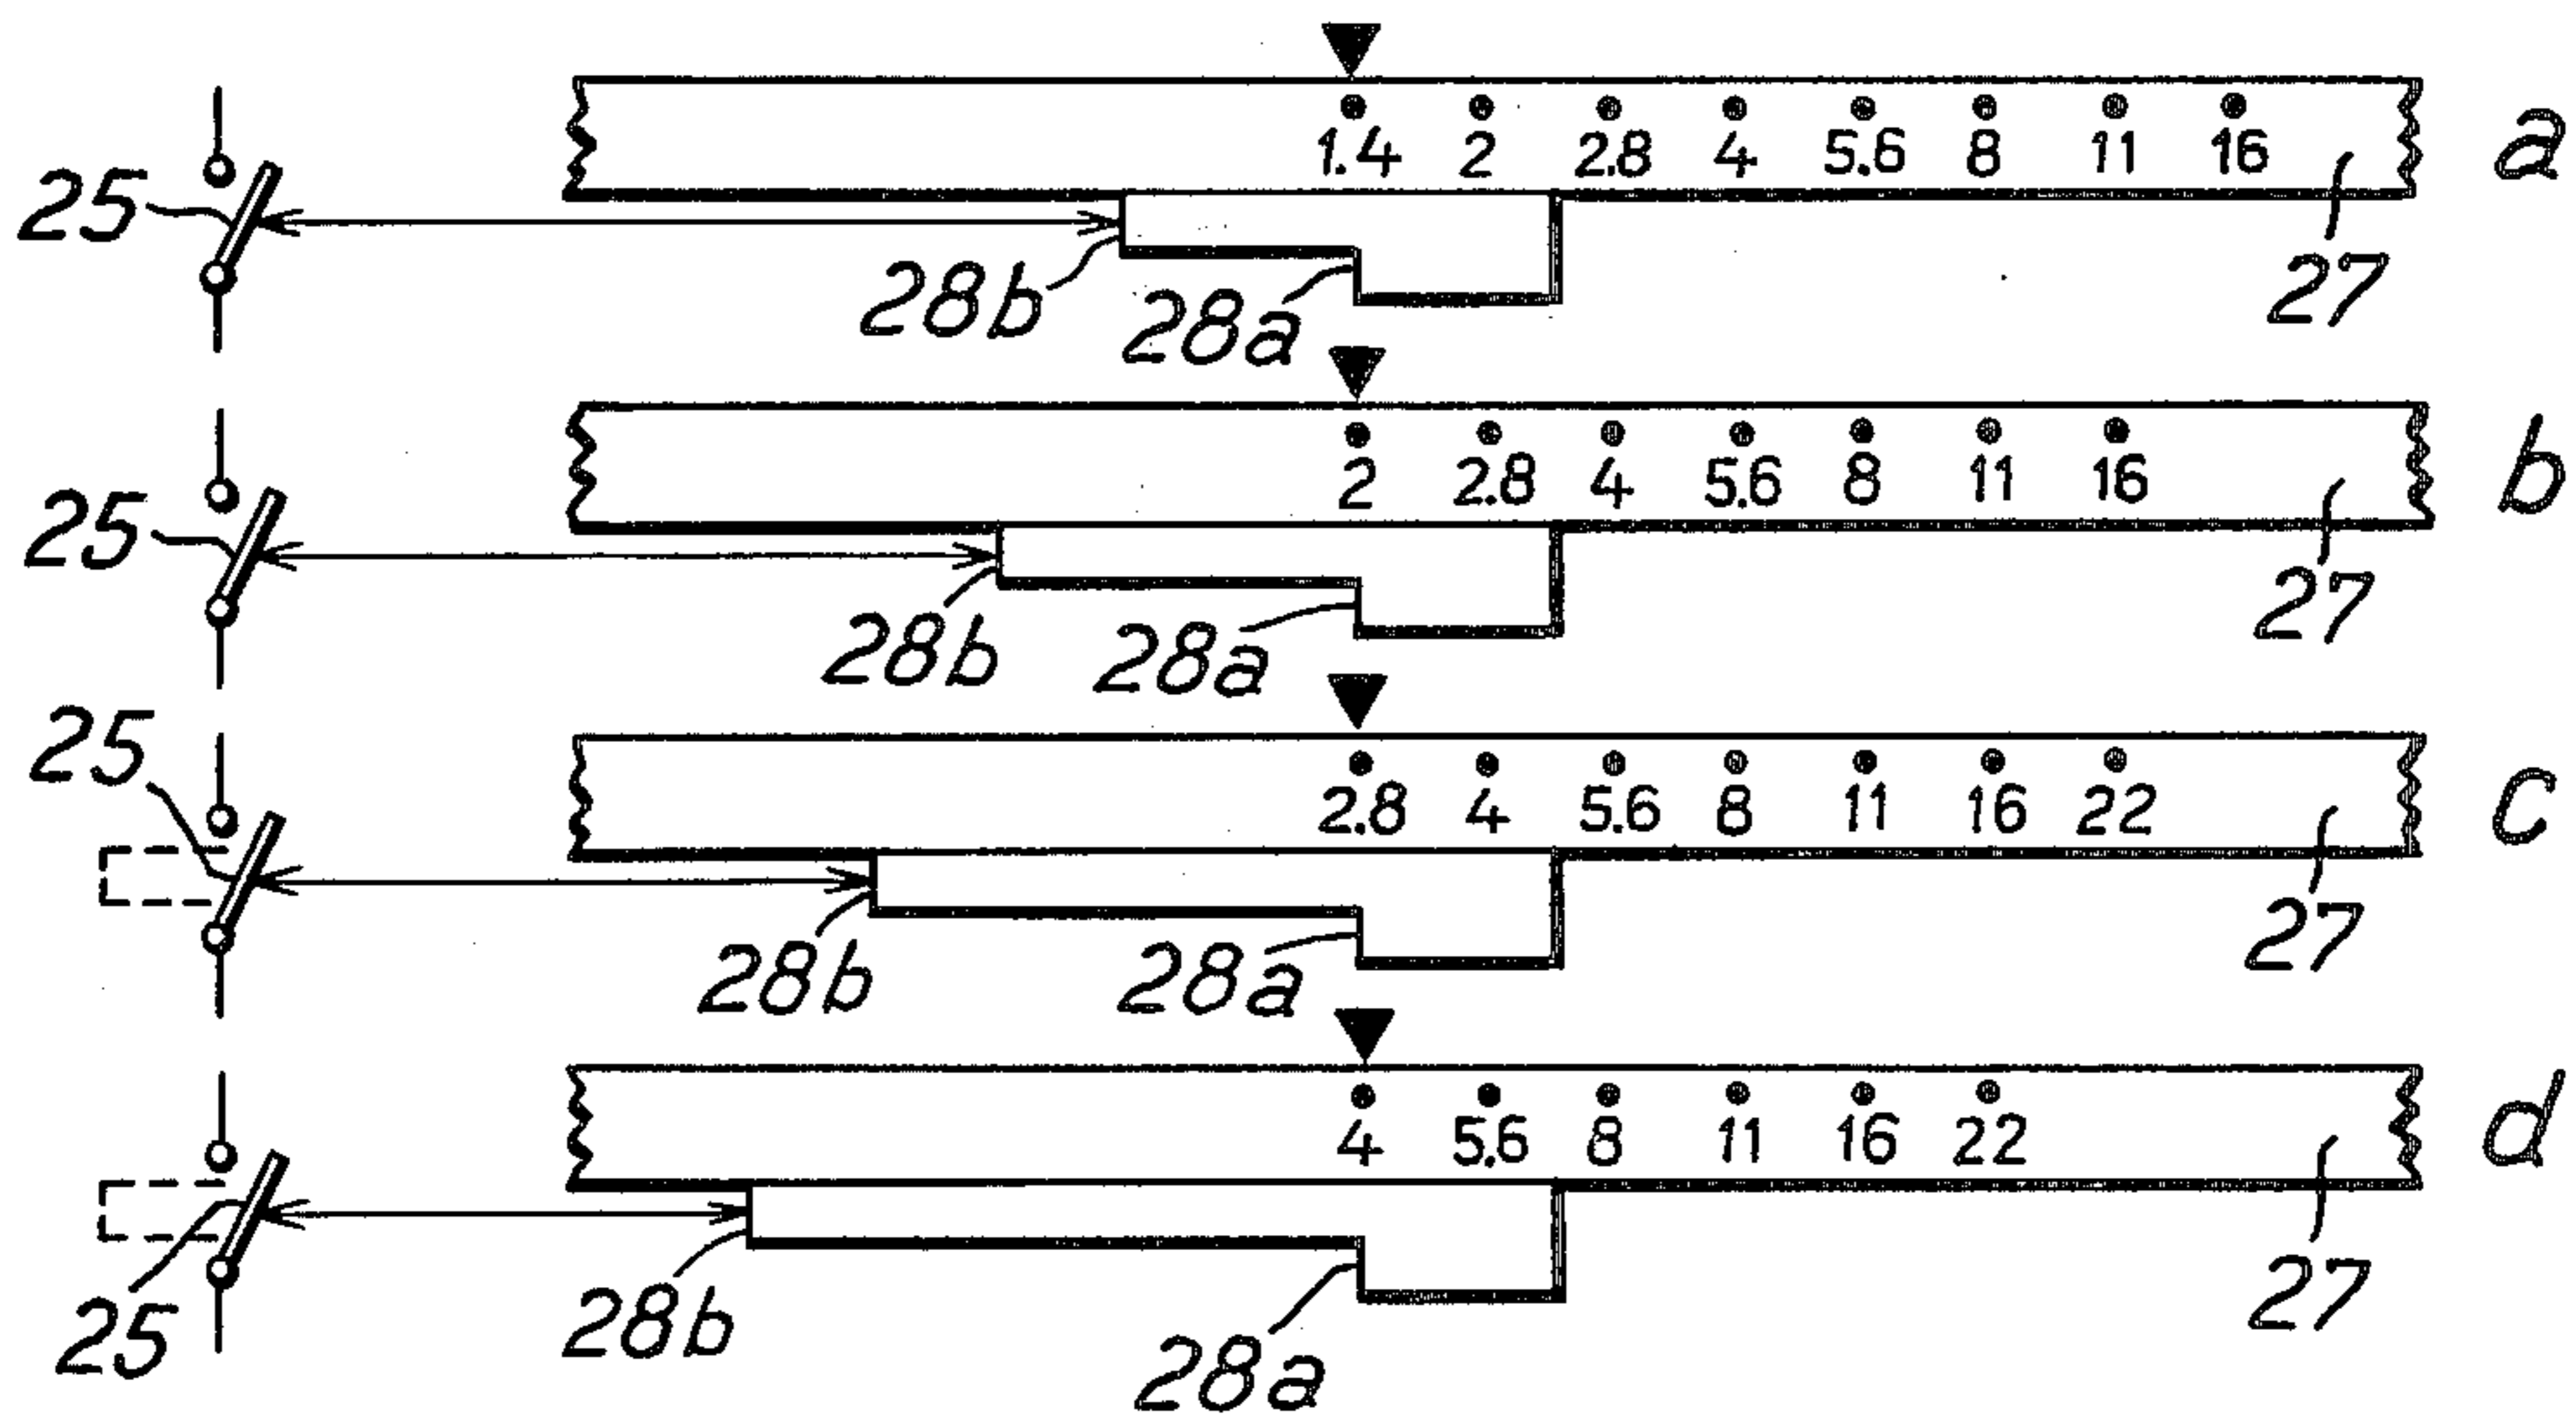 1.4 2 2.8 4 5.6 8 11 16 a
25 28b 28a 27
2 2.8 4 5.6 8 11 16 b
25 28b 28a 27
25 2.8 4 5.6 8 11 16 22 c
28b 28a 27
4 5.6 8 11 16 22 d
25 28b 28a 27